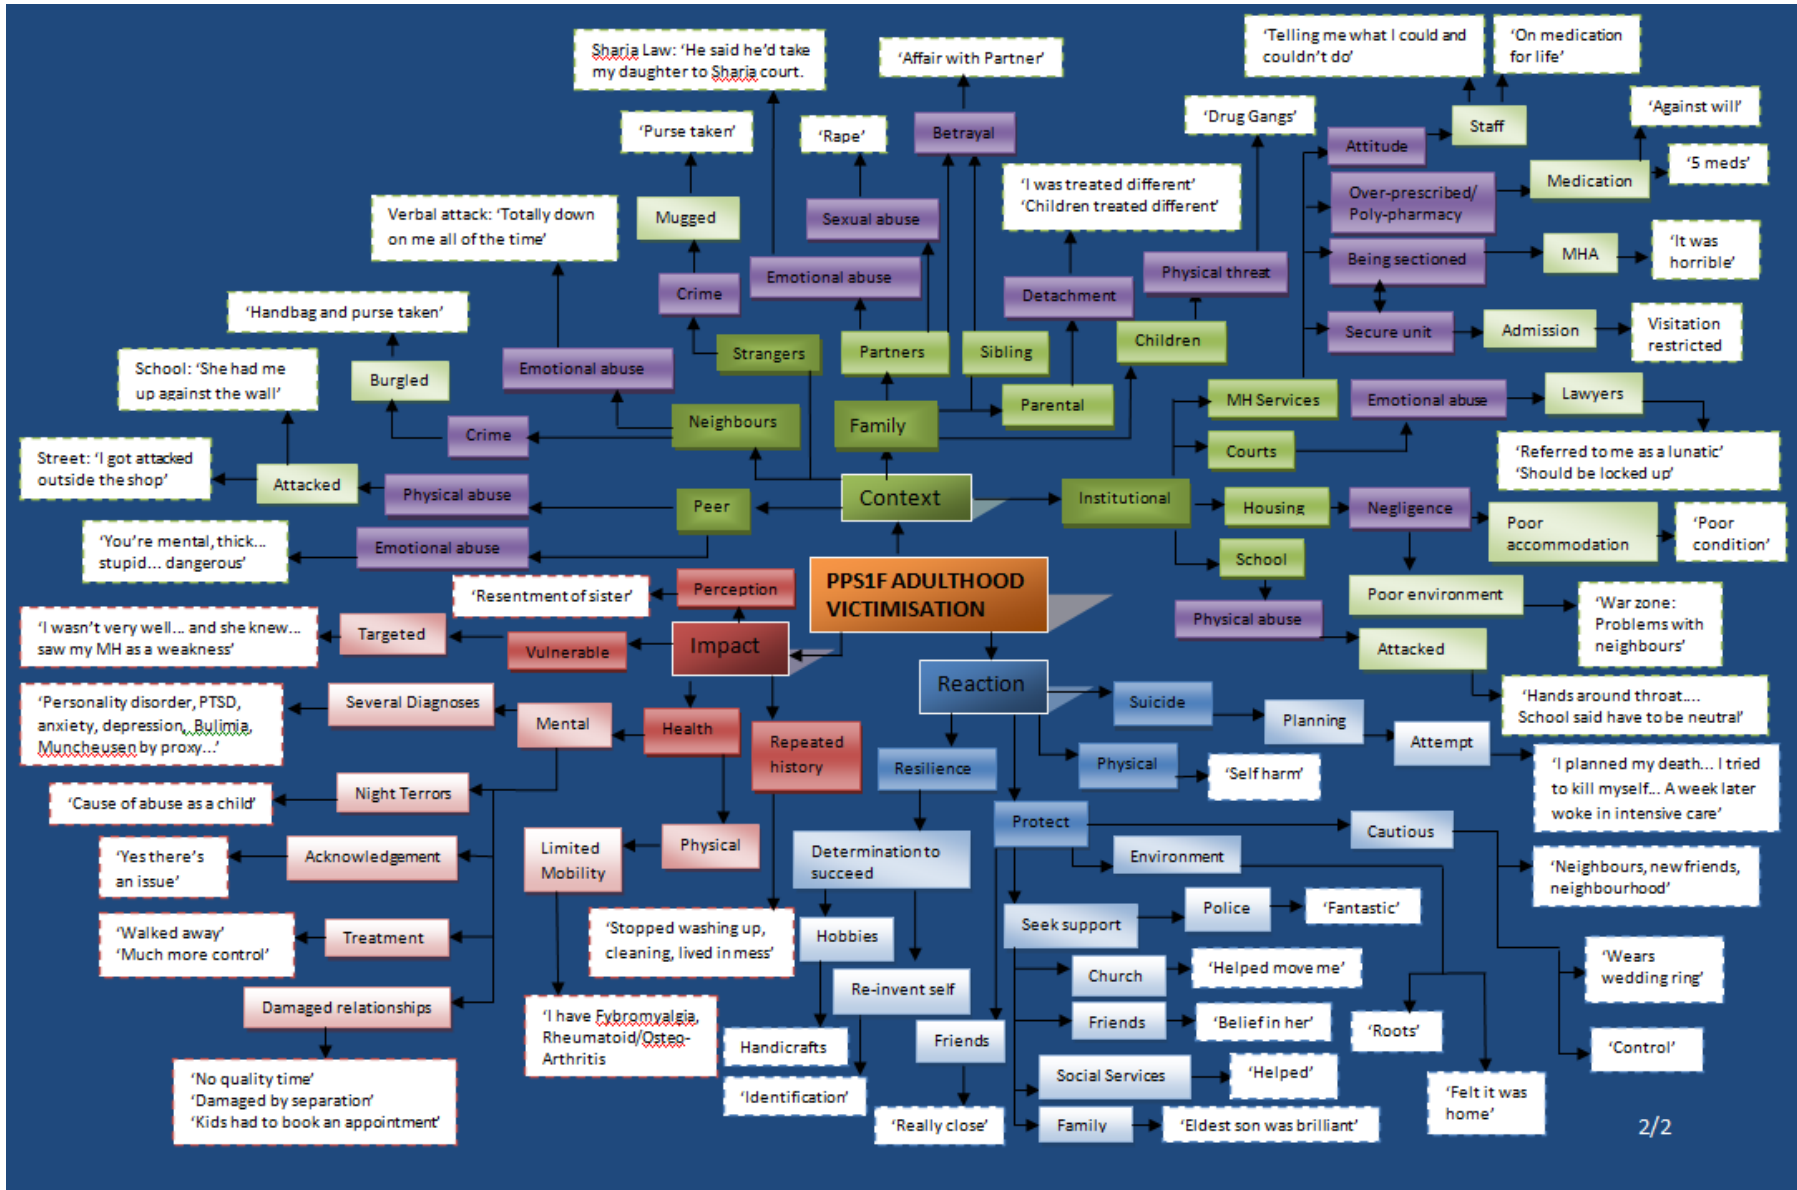 Sharia Law: ‘He said he’d take
my daughter to Sharia court.
‘Affair with Partner’
‘Telling me what I could and
couldn’t do’
‘On medication
for life’
‘Purse taken’
‘Rape’
Betrayal
‘Drug Gangs’
Attitude
Staff
‘Against will’
‘I was treated different’
‘Children treated different’
Over-prescribed/
Poly-pharmacy
Medication
‘5 meds’
Verbal attack: ‘Totally down
on me all of the time’
Mugged
Sexual abuse
Being sectioned
MHA
‘It was
horrible’
Crime
Emotional abuse
Detachment
Physical threat
‘Handbag and purse taken’
Secure unit
Admission
Visitation
restricted
School: ‘She had me
up against the wall’
Burgled
Emotional abuse
Strangers
Partners
Sibling
Children
Parental
MH Services
Emotional abuse
Lawyers
Crime
Neighbours
Family
Courts
‘Referred to me as a lunatic’
‘Should be locked up’
Street: ‘I got attacked
outside the shop’
Attacked
Physical abuse
Peer
Context
Institutional
Housing
Negligence
Poor
accommodation
‘Poor
condition’
‘You’re mental, thick...
stupid... dangerous’
Emotional abuse
School
Poor environment
‘War zone:
Problems with
neighbours’
PPS1F ADULTHOOD
VICTIMISATION
‘Resentment of sister’
Perception
Physical abuse
Attacked
‘I wasn’t very well... and she knew...
saw my MH as a weakness’
Targeted
Vulnerable
Impact
Reaction
‘Hands around throat....
School said have to be neutral’
‘Personality disorder, PTSD,
anxiety, depression, Bulimia,
Muncheusen by proxy...’
Several Diagnoses
Mental
Health
Repeated
history
Suicide
Planning
Attempt
‘I planned my death... I tried
to kill myself... A week later
woke in intensive care’
Resilience
Physical
‘Self harm’
‘Cause of abuse as a child’
Night Terrors
Protect
Cautious
‘Yes there’s
an issue’
Acknowledgement
Limited
Mobility
Physical
Determination to
succeed
Environment
‘Neighbours, new friends,
neighbourhood’
‘Walked away’
‘Much more control’
Treatment
‘Stopped washing up,
cleaning, lived in mess’
Hobbies
Seek support
Police
‘Fantastic’
‘Wears
wedding ring’
Damaged relationships
Re-invent self
Church
‘Helped move me’
‘I have Fybromyalgia,
Rheumatoid/Osteo-
Arthritis
Handicrafts
Friends
Friends
‘Belief in her’
‘Roots’
‘Control’
‘No quality time’
‘Damaged by separation’
‘Kids had to book an appointment’
‘Identification’
Social Services
‘Helped’
‘Felt it was
home’
‘Really close’
Family
‘Eldest son was brilliant’
2/2